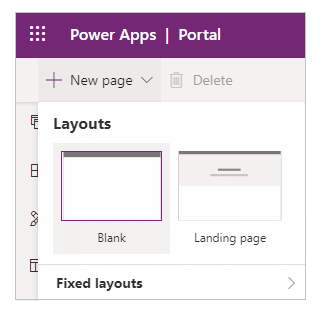 Power Apps | Portal
New page Delete
Layouts
Blank Landing page
Fixed layouts